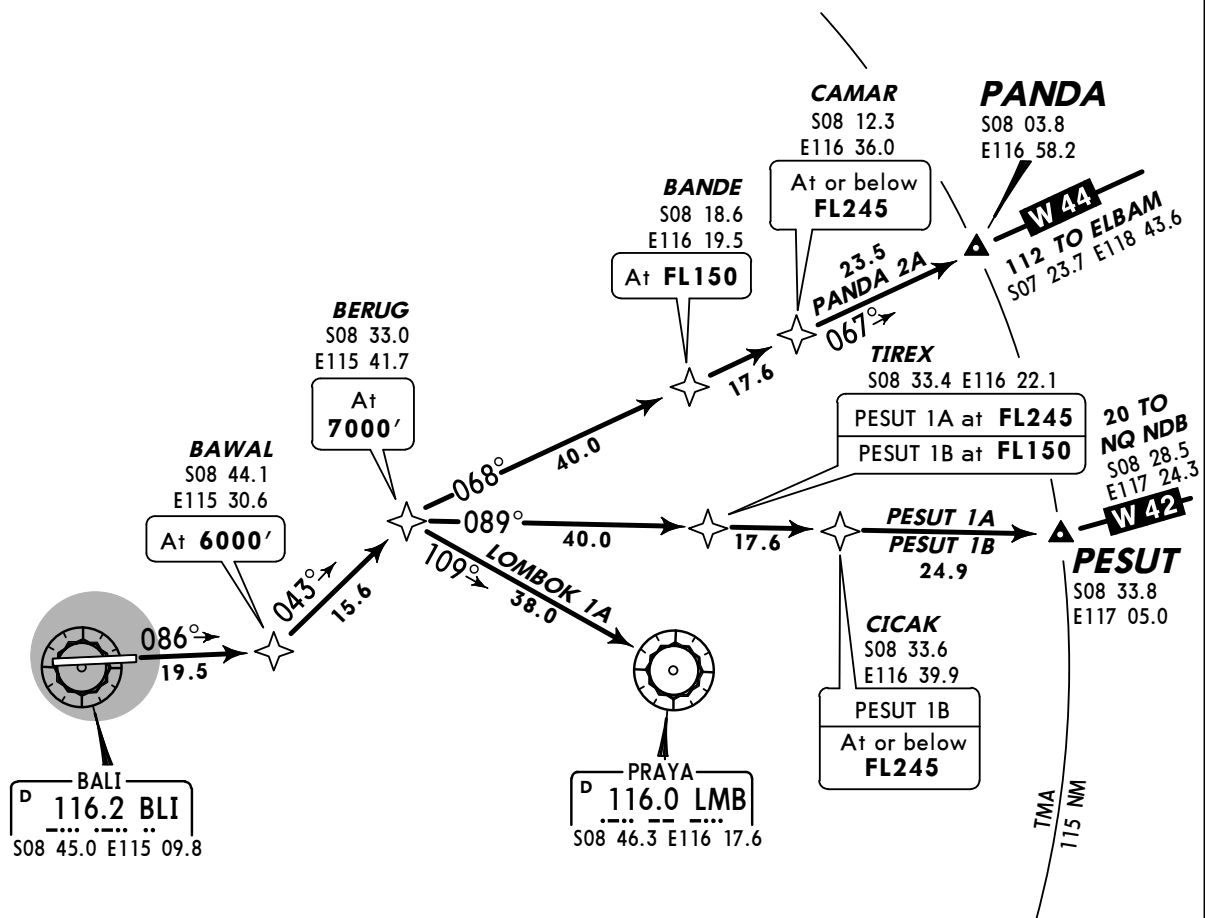 CAMAR
S08 12.3
E116 36.0
At or below
FL245
PANDA
S08 03.8
E116 58.2
W 44
112 TO ELBAM
S07 23.7 E118 43.6
BANDE
S08 18.6
E116 19.5
At FL150
23.5
PANDA 2A
067°
17.6
BERUG
S08 33.0
E115 41.7
At
7000'
068°
40.0
TIREX
S08 33.4 E116 22.1
PESUT 1A at FL245
PESUT 1B at FL150
20 TO
NQ NDB
S08 28.5
E117 24.3
W 42
BAWAL
S08 44.1
E115 30.6
At 6000'
089°
40.0
17.6
PESUT 1A
PESUT 1B
24.9
PESUT
S08 33.8
E117 05.0
043°
15.6
109°
LOMBOK 1A
38.0
086°
19.5
CICAK
S08 33.6
E116 39.9
PESUT 1B
At or below
FL245
BALI
D 116.2 BLI
S08 45.0 E115 09.8
PRAYA
D 116.0 LMB
S08 46.3 E116 17.6
TMA
115 NM